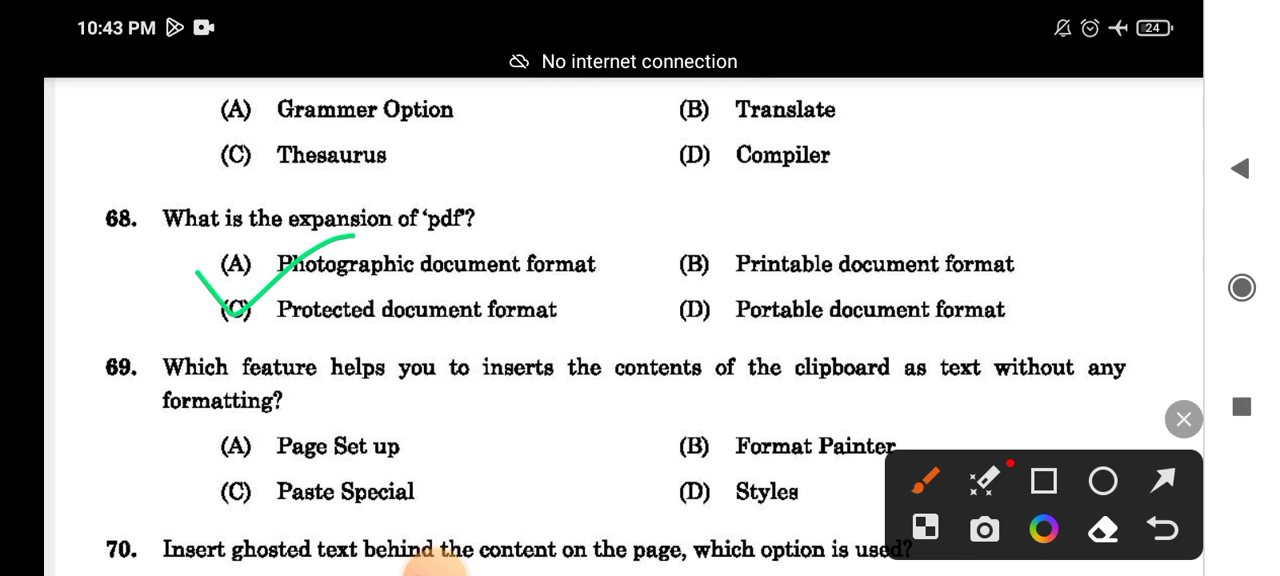 10:43 PM
24
No internet connection
(A) Grammer Option (B) Translate
(C) Thesaurus (D) Compiler
68. What is the expansion of ‘pdf’?
(A) Photographic document format (B) Printable document format
(C) Protected document format (D) Portable document format
69. Which feature helps you to inserts the contents of the clipboard as text without any
formatting?
(A) Page Set up (B) Format Painter
(C) Paste Special (D) Styles
70. Insert ghosted text behind the content on the page, which option is used?